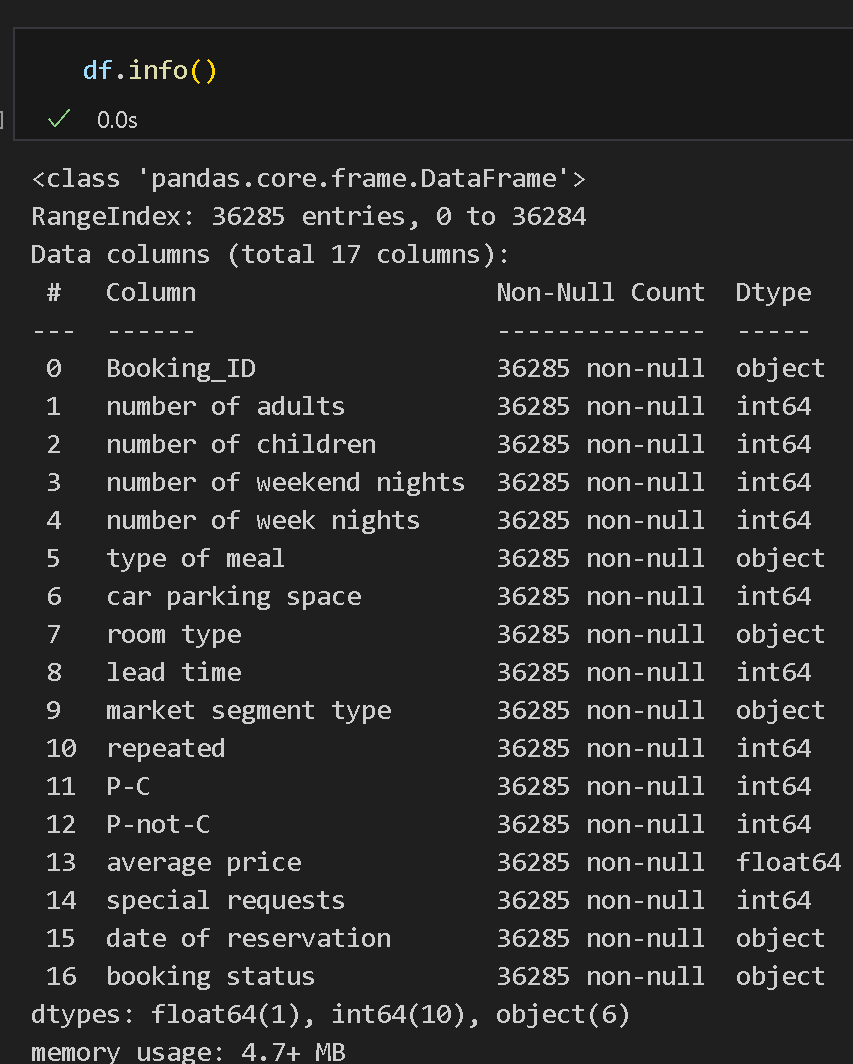 df.info()
0.0s
<class 'pandas.core.frame.DataFrame'>
RangeIndex: 36285 entries, 0 to 36284
Data columns (total 17 columns):
 #   Column                    Non-Null Count  Dtype
---  ------                    --------------  -----
 0   Booking_ID                36285 non-null  object
 1   number of adults          36285 non-null  int64
 2   number of children        36285 non-null  int64
 3   number of weekend nights  36285 non-null  int64
 4   number of week nights     36285 non-null  int64
 5   type of meal              36285 non-null  object
 6   car parking space         36285 non-null  int64
 7   room type                 36285 non-null  object
 8   lead time                 36285 non-null  int64
 9   market segment type       36285 non-null  object
 10  repeated                  36285 non-null  int64
 11  P-C                       36285 non-null  int64
 12  P-not-C                   36285 non-null  int64
 13  average price             36285 non-null  float64
 14  special requests          36285 non-null  int64
 15  date of reservation       36285 non-null  object
 16  booking status            36285 non-null  object
dtypes: float64(1), int64(10), object(6)
memory usage: 4.7+ MB